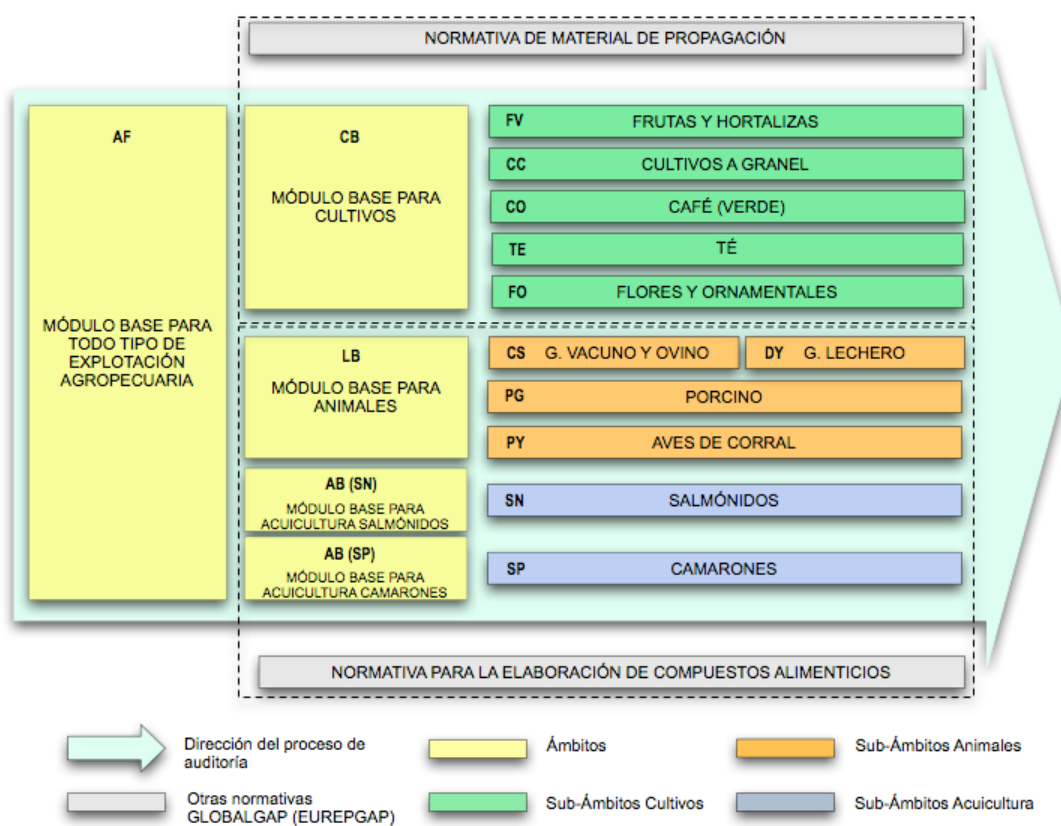 NORMATIVA DE MATERIAL DE PROPAGACIÓN
AF
MÓDULO BASE PARA
TODO TIPO DE
EXPLOTACIÓN
AGROPECUARIA
CB
MÓDULO BASE PARA
CULTIVOS
FV FRUTAS Y HORTALIZAS
CC CULTIVOS A GRANEL
CO CAFÉ (VERDE)
TE TÉ
FO FLORES Y ORNAMENTALES
LB
MÓDULO BASE PARA
ANIMALES
CS G. VACUNO Y OVINO
DY G. LECHERO
PG PORCINO
PY AVES DE CORRAL
AB (SN)
MÓDULO BASE PARA
ACUICULTURA SALMÓNIDOS
SN SALMÓNIDOS
AB (SP)
MÓDULO BASE PARA
ACUICULTURA CAMARONES
SP CAMARONES
NORMATIVA PARA LA ELABORACIÓN DE COMPUESTOS ALIMENTICIOS
Dirección del proceso de
auditoría
Ámbitos
Sub-Ámbitos Animales
Otras normativas
GLOBALGAP (EUREPGAP)
Sub-Ámbitos Cultivos
Sub-Ámbitos Acuicultura